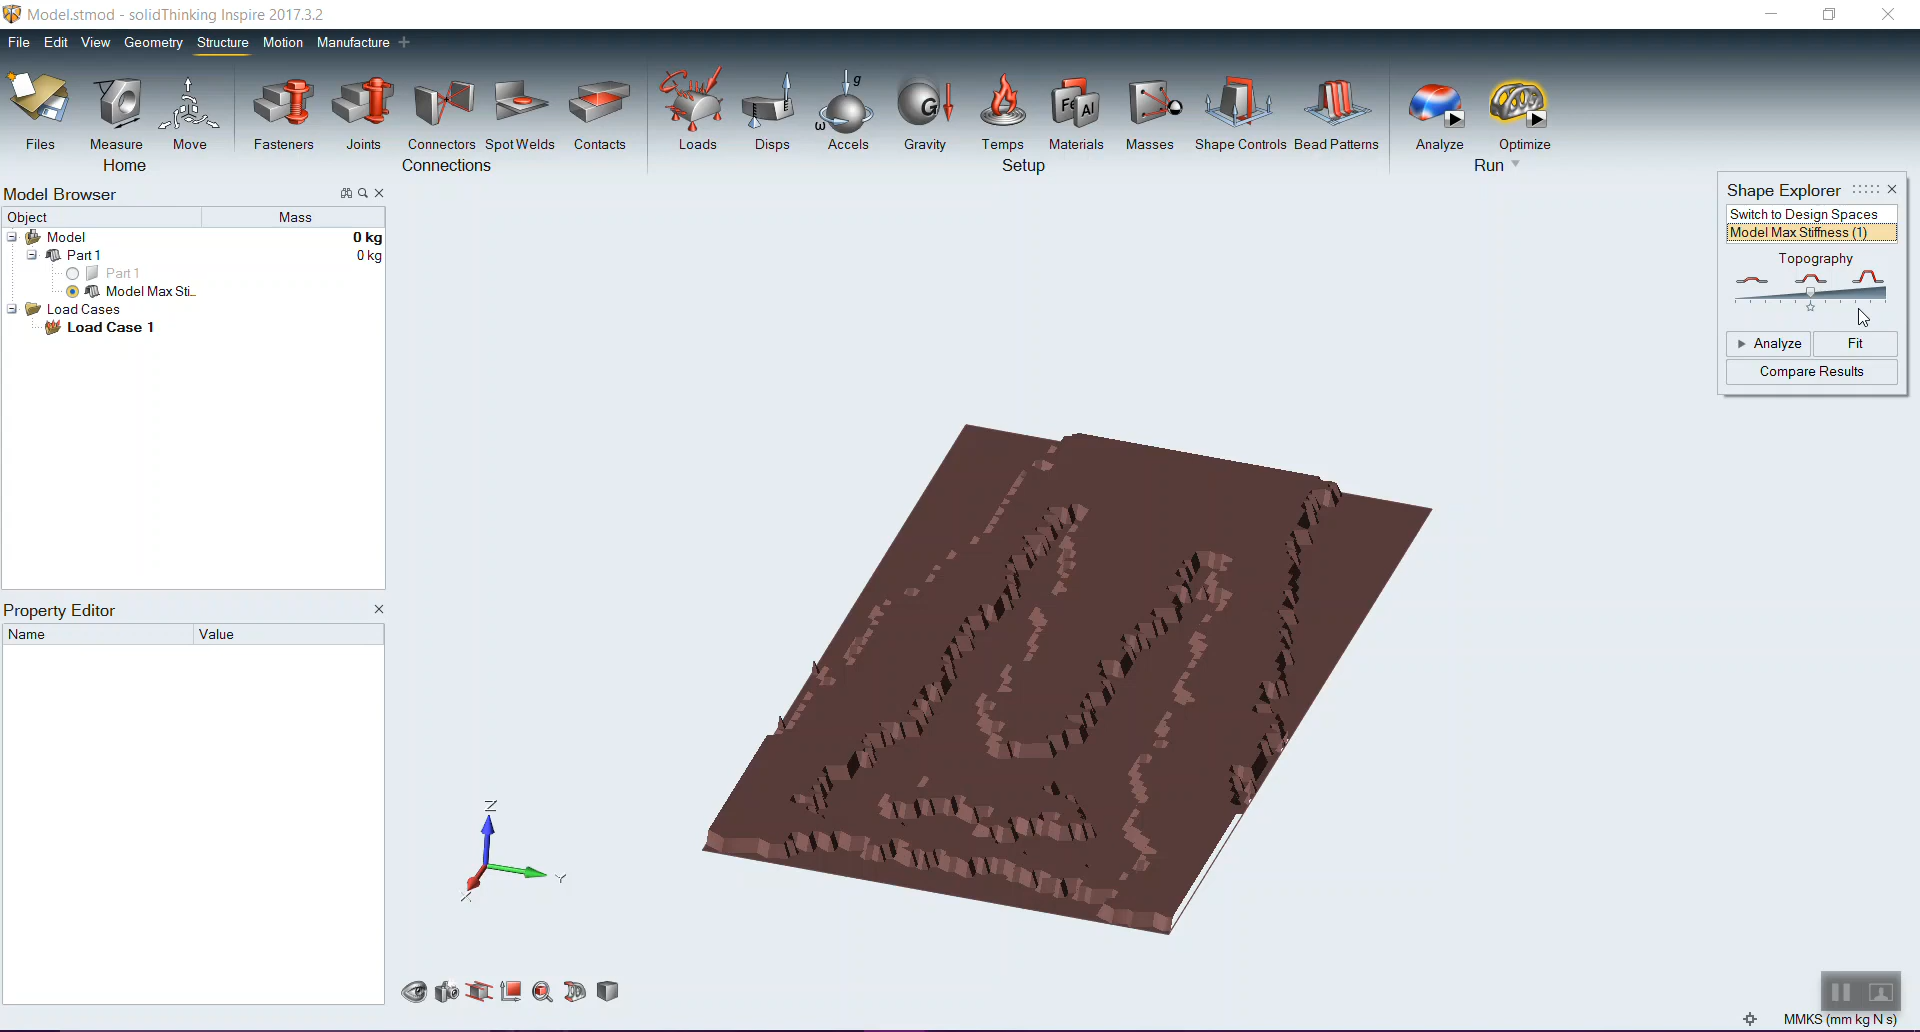 Model.stmod - solidThinking Inspire 2017.3.2
File Edit View Geometry Structure Motion Manufacture +
g
G
Fe
Al
ω
Files Measure Move Fasteners Joints Connectors Spot Welds Contacts Loads Disps Accels Gravity Temps Materials Masses Shape Controls Bead Patterns Analyze Optimize
Home Connections Setup Run
Model Browser
Object Mass
Model 0 kg
Part 1 0 kg
Part 1
Model Max Sti...
Load Cases
Load Case 1
Property Editor
Name Value
Shape Explorer
Switch to Design Spaces
Model Max Stiffness (1)
Topography
Analyze Fit
Compare Results
Z
Y
X
MMKS (mm kg N s)